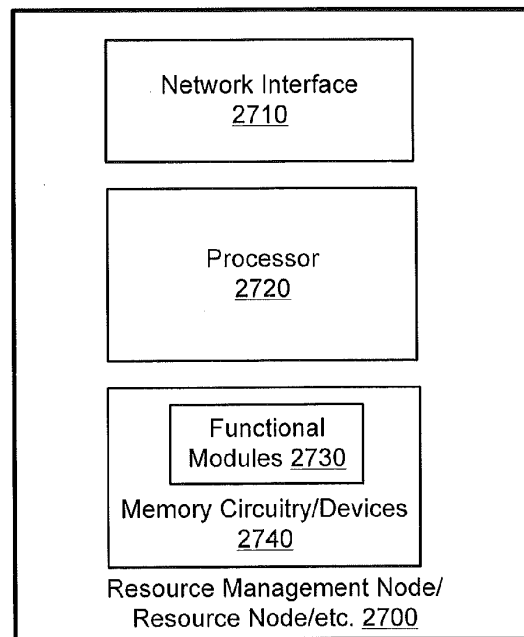 Network Interface
2710
Processor
2720
Functional
Modules 2730
Memory Circuitry/Devices
2740
Resource Management Node/
Resource Node/etc. 2700